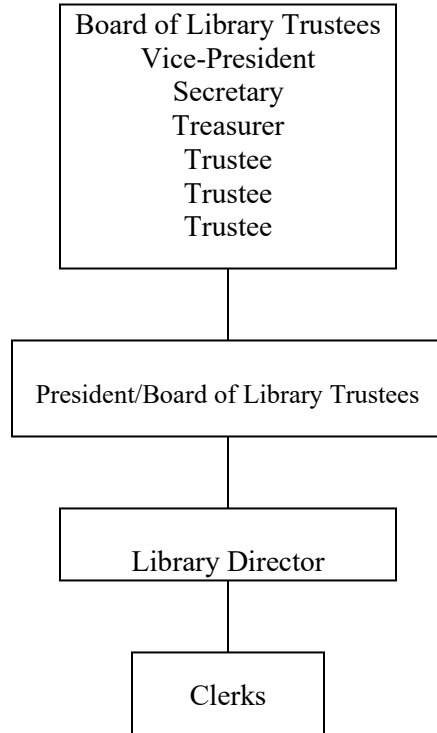 Board of Library Trustees
Vice-President
Secretary
Treasurer
Trustee
Trustee
Trustee
President/Board of Library Trustees
Library Director
Clerks